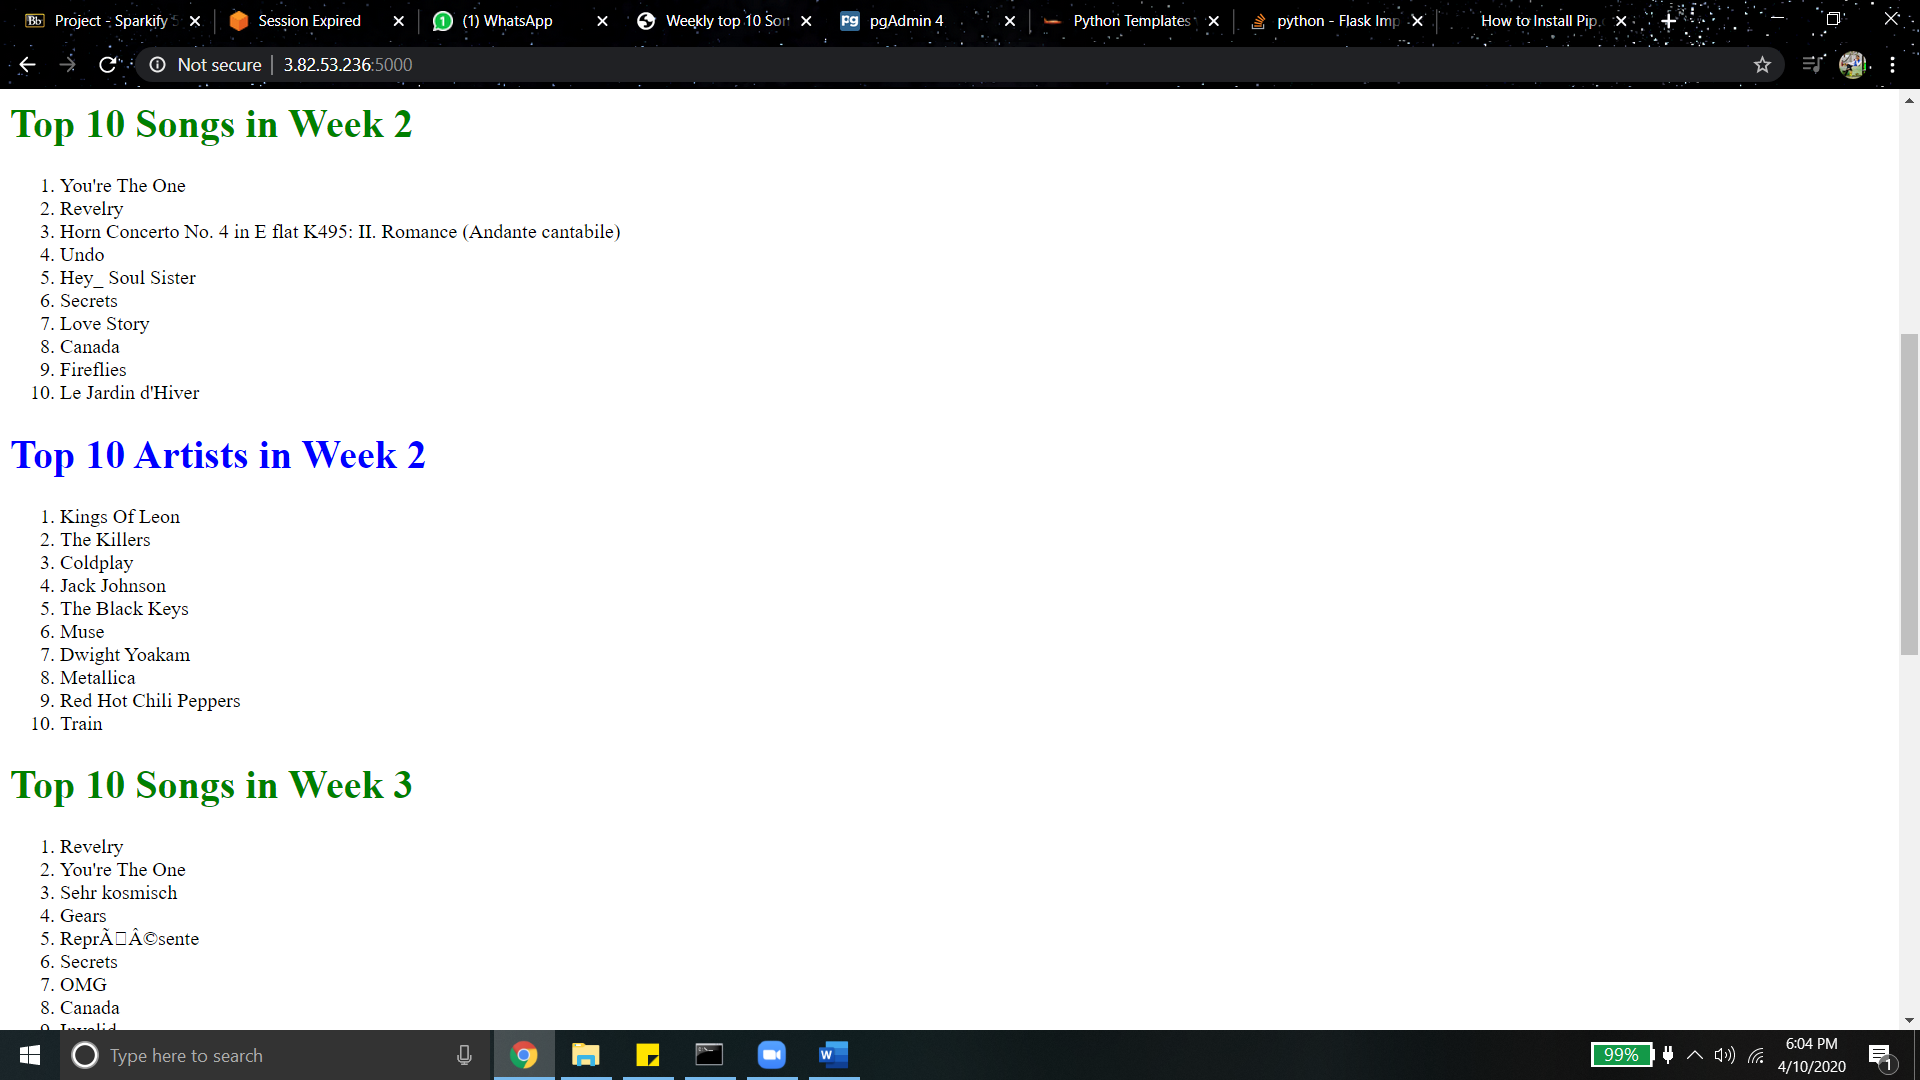 Project - Sparkify S
Session Expired
(1) WhatsApp
Weekly top 10 Son
pgAdmin 4
Python Templates
python - Flask Imp
How to Install Pip
Not secure | 3.82.53.236:5000
Top 10 Songs in Week 2
1. You're The One
2. Revelry
3. Horn Concerto No. 4 in E flat K495: II. Romance (Andante cantabile)
4. Undo
5. Hey_ Soul Sister
6. Secrets
7. Love Story
8. Canada
9. Fireflies
10. Le Jardin d'Hiver
Top 10 Artists in Week 2
1. Kings Of Leon
2. The Killers
3. Coldplay
4. Jack Johnson
5. The Black Keys
6. Muse
7. Dwight Yoakam
8. Metallica
9. Red Hot Chili Peppers
10. Train
Top 10 Songs in Week 3
1. Revelry
2. You're The One
3. Sehr kosmisch
4. Gears
5. ReprÃ□Â©sente
6. Secrets
7. OMG
8. Canada
9. Invalid
Type here to search
99%
6:04 PM
4/10/2020
1